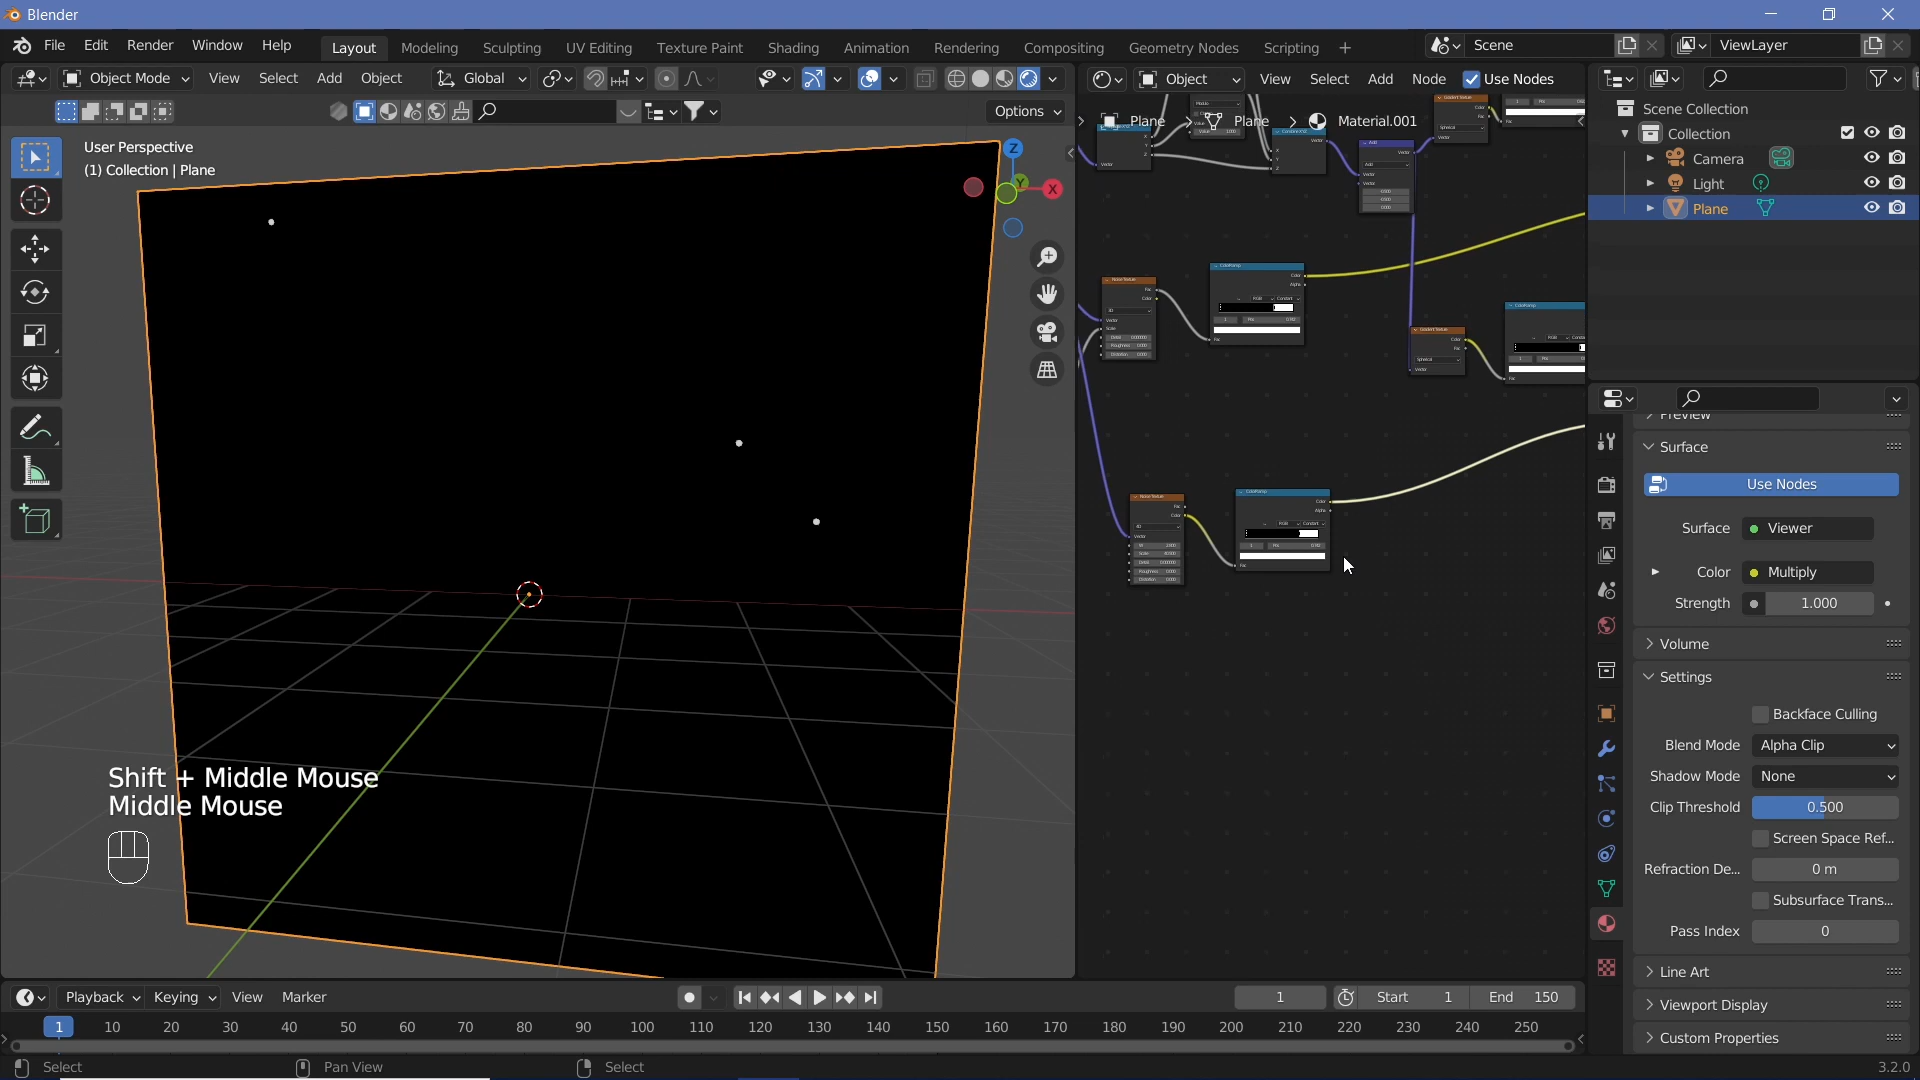 Blender
File Edit Render Window Help
Layout Modeling Sculpting UV Editing Texture Paint Shading Animation Rendering Compositing Geometry Nodes Scripting +
Scene
ViewLayer
Object Mode View Select Add Object Global
Options
User Perspective
(1) Collection | Plane
Z
Y
X
Shift + Middle Mouse
Middle Mouse
Object View Select Add Node Use Nodes
Plane > Plane > Material.001
Scene Collection
Collection
Camera
Light
Plane
Preview
Surface
Use Nodes
Surface Viewer
Color Multiply
Strength 1.000
Volume
Settings
Backface Culling
Blend Mode Alpha Clip
Shadow Mode None
Clip Threshold 0.500
Screen Space Ref...
Refraction De... 0 m
Subsurface Trans...
Pass Index 0
Line Art
Viewport Display
Custom Properties
Playback Keying View Marker
1 Start 1 End 150
1 10 20 30 40 50 60 70 80 90 100 110 120 130 140 150 160 170 180 190 200 210 220 230 240 250
Select Pan View Select
3.2.0